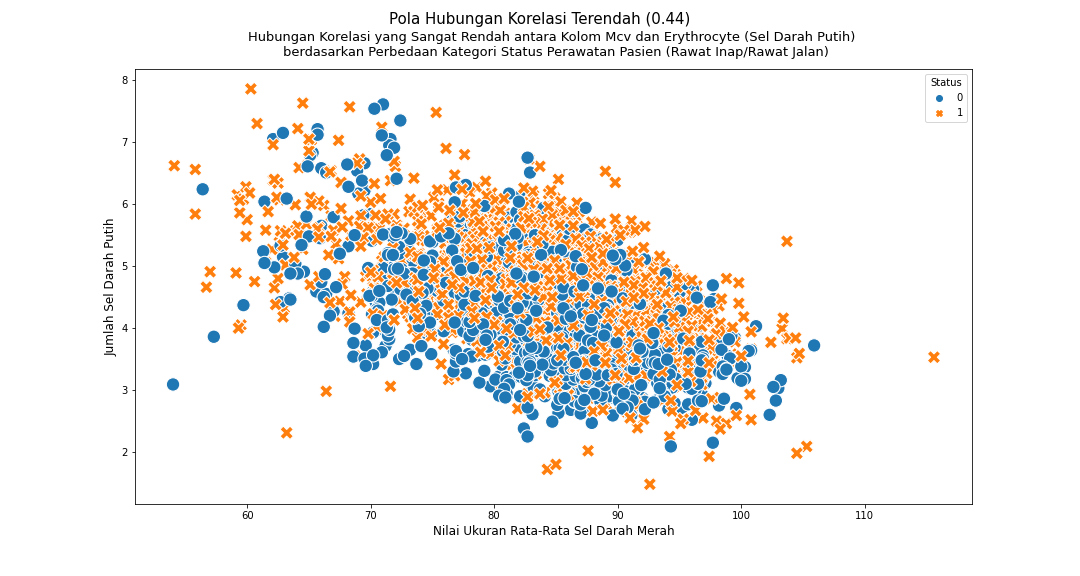 Pola Hubungan Korelasi Terendah (0.44)
Hubungan Korelasi yang Sangat Rendah antara Kolom Mcv dan Erythrocyte (Sel Darah Putih)
berdasarkan Perbedaan Kategori Status Perawatan Pasien (Rawat Inap/Rawat Jalan)
Status
0
1
Jumlah Sel Darah Putih
8
7
6
5
4
3
2
60 70 80 90 100 110
Nilai Ukuran Rata-Rata Sel Darah Merah